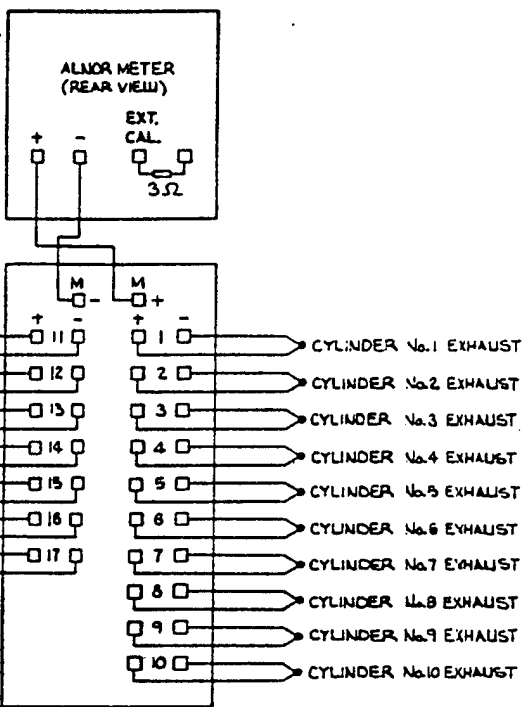 ALNOR METER
(REAR VIEW)
EXT.
CAL.
+ -
3Ω
M M
- +
+ - + -
11 1 CYLINDER No.1 EXHAUST
12 2 CYLINDER No.2 EXHAUST
13 3 CYLINDER No.3 EXHAUST
14 4 CYLINDER No.4 EXHAUST
15 5 CYLINDER No.5 EXHAUST
16 6 CYLINDER No.6 EXHAUST
17 7 CYLINDER No.7 EXHAUST
8 CYLINDER No.8 EXHAUST
9 CYLINDER No.9 EXHAUST
10 CYLINDER No.10 EXHAUST